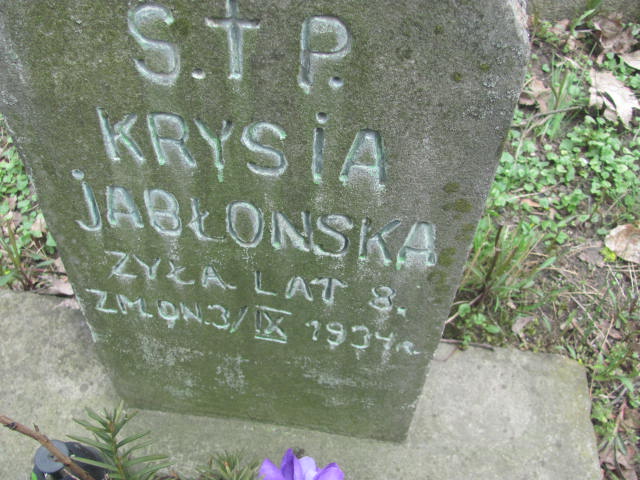 S.†P.
KRYSiA
jABŁONSKA
ŻYŁA LAT 8.
ZM. DN. 3/IX 1934 r.